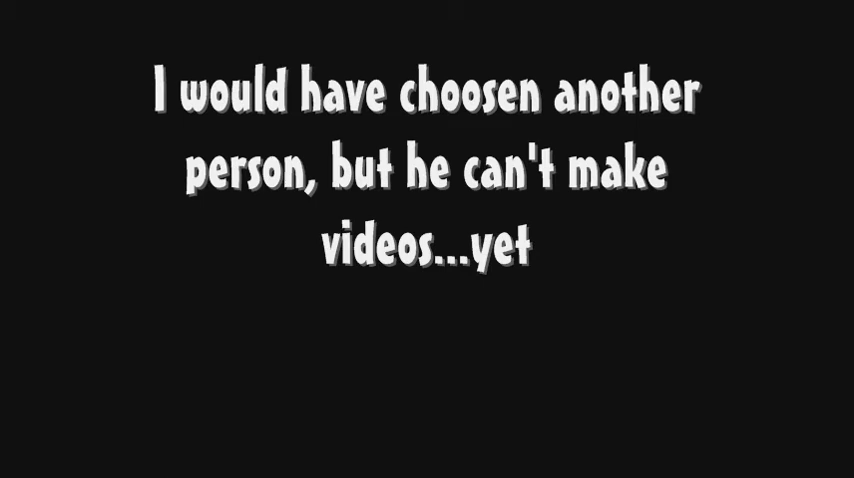 I would have choosen another
person, but he can't make
videos...yet